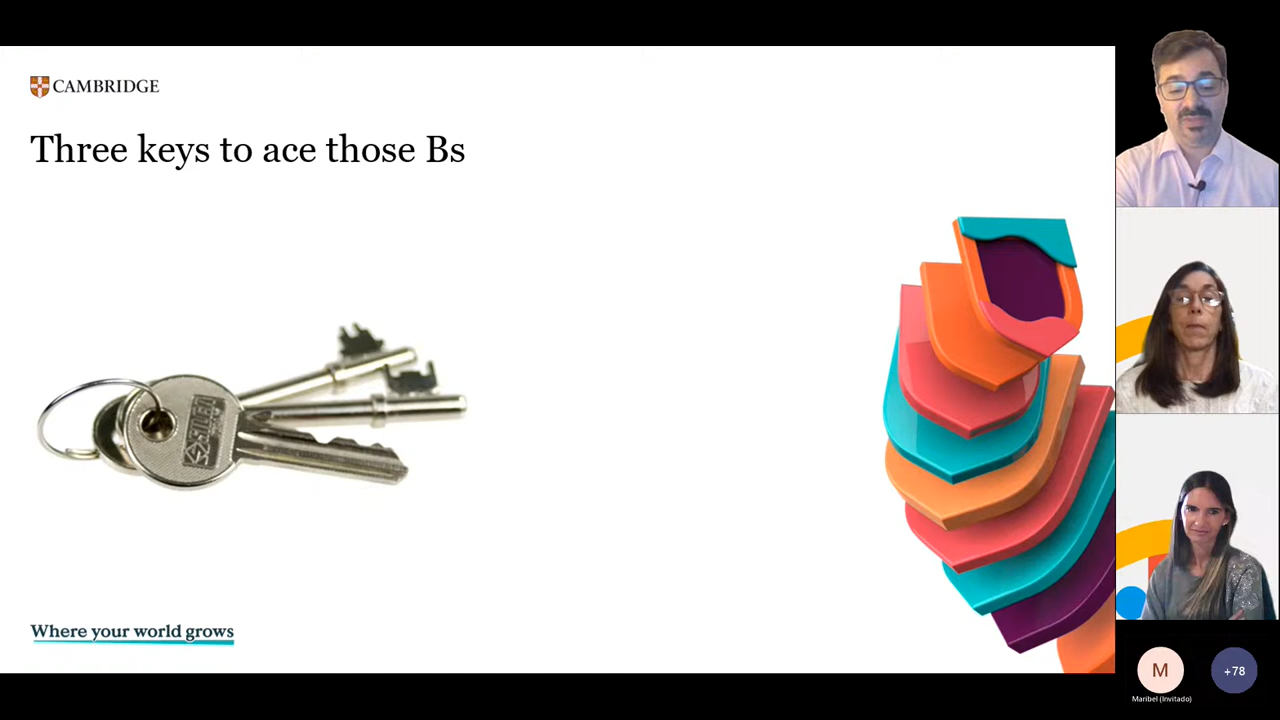 CAMBRIDGE
Three keys to ace those Bs
Where your world grows
M
+78
Maribel (Invitado)